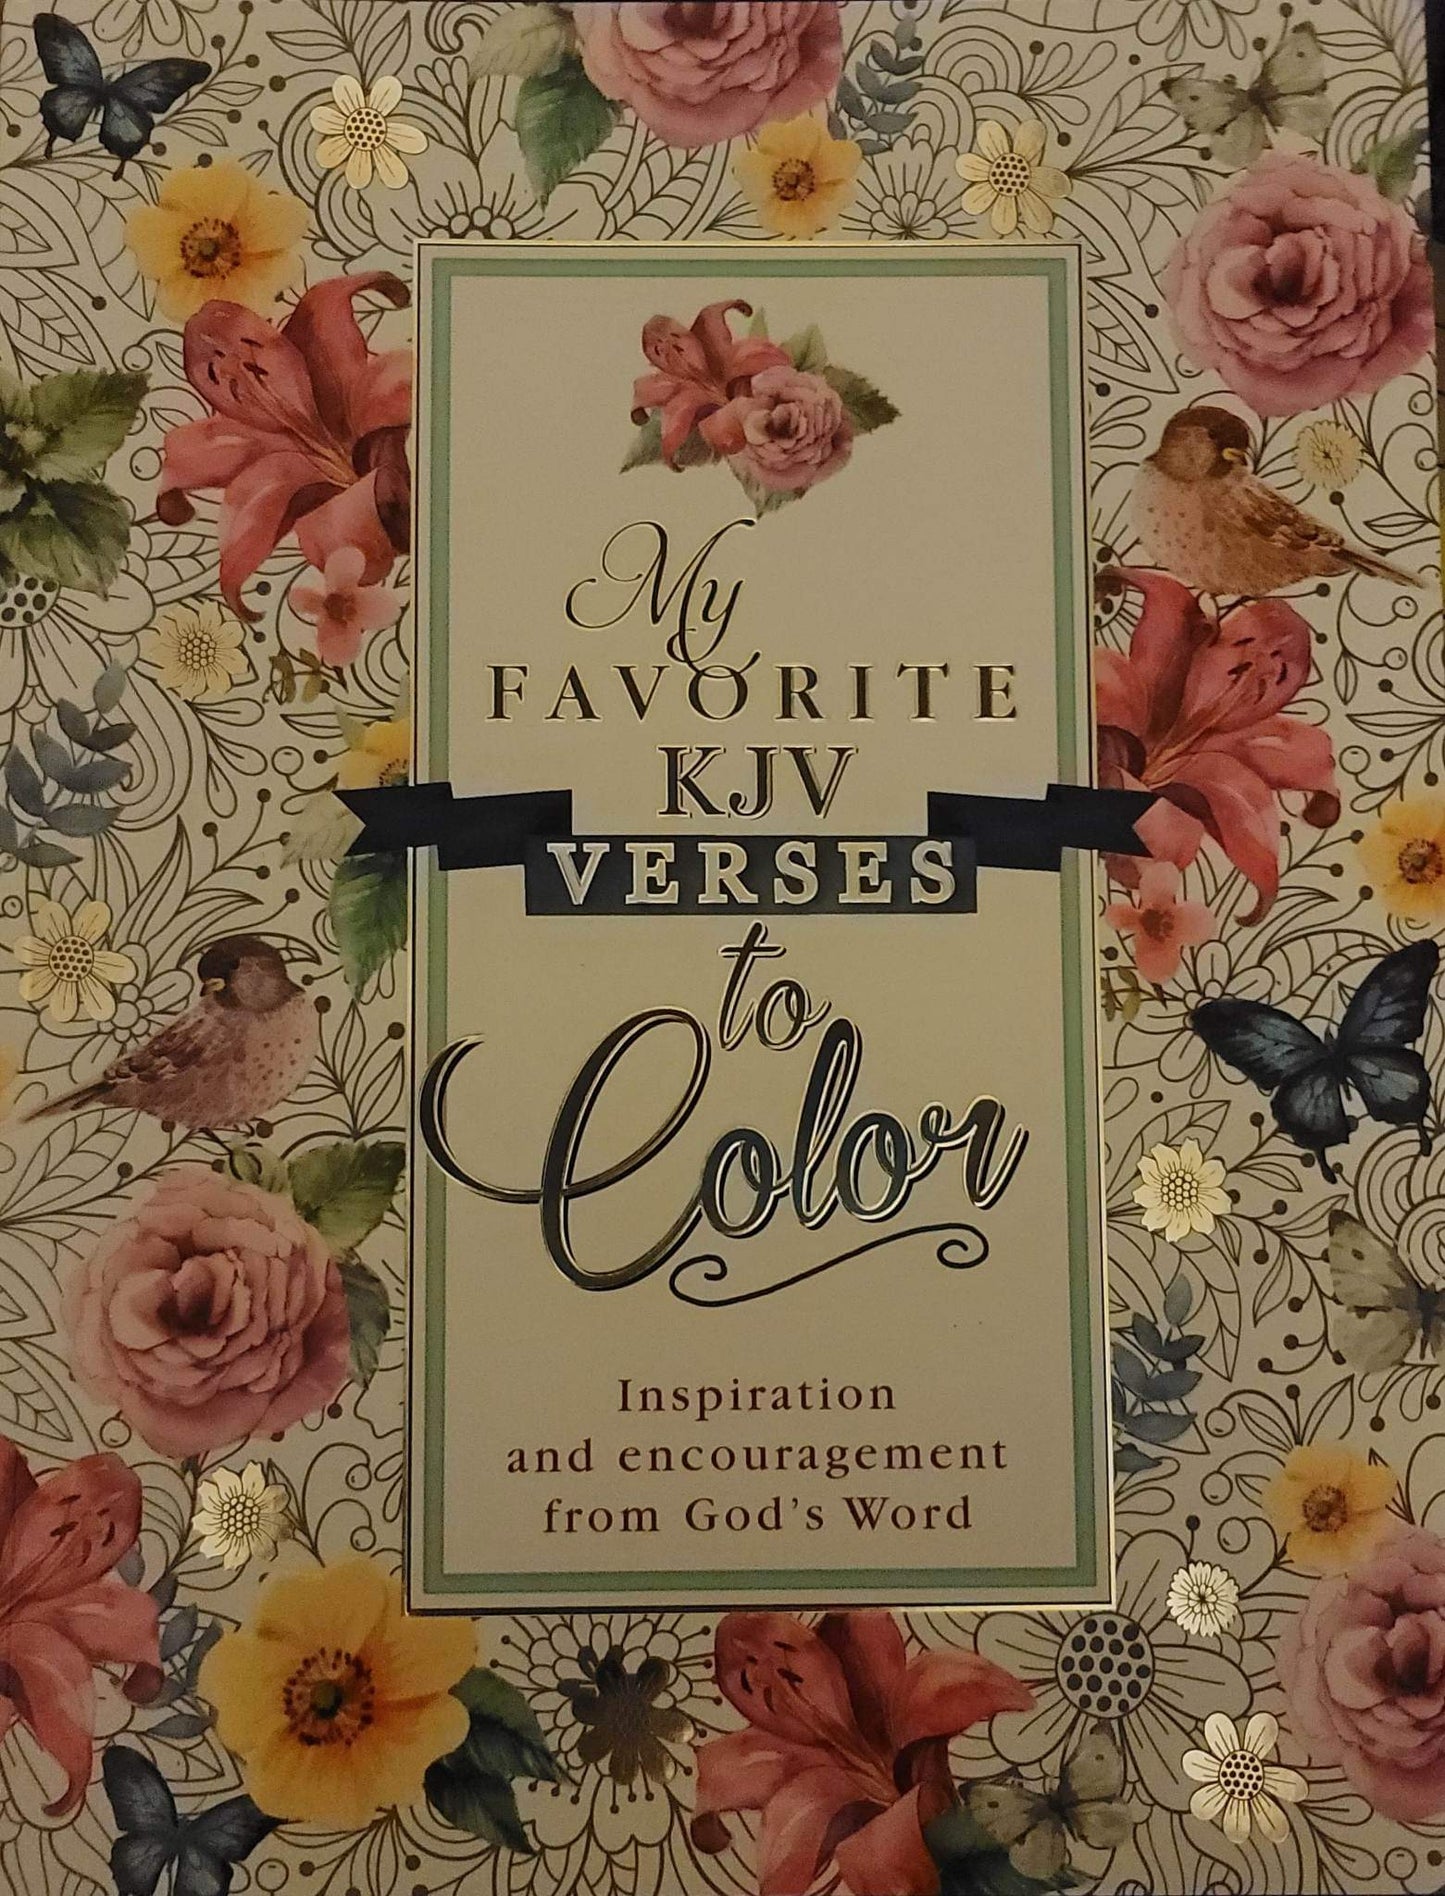 My
FAVORITE
KJV
VERSES
to
Color
Inspiration
and encouragement
from God's Word